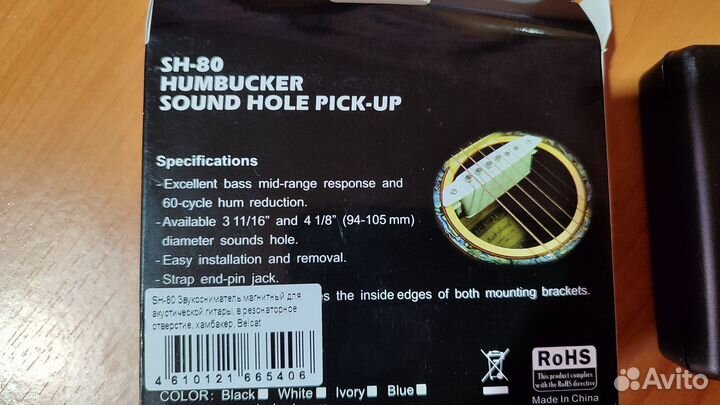 SH-80
HUMBUCKER
SOUND HOLE PICK-UP
Specifications
-Excellent bass mid-range response and
60-cycle hum reduction.
-Available 3 11/16" and 4 1/8" (94-105 mm)
diameter sounds hole.
-Easy installation and removal.
-Strap end-pin jack.
es the inside edges of both mounting brackets.
SH-80 Звукосниматель магнитный для
акустической гитары, в резонаторное
отверстие, хамбакер, Belcat
4 610121 665406
COLOR: Black White Ivory Blue
RoHS
This product complies
with the RoHS directive
Made In China
Avito